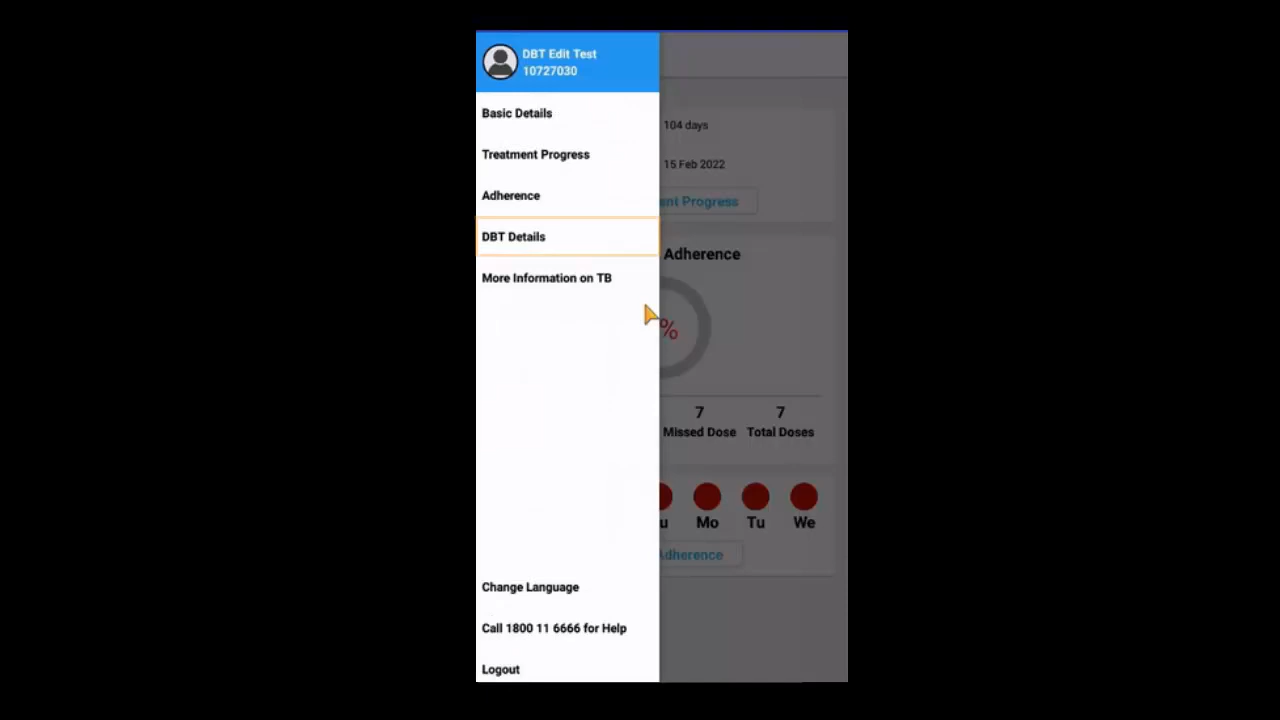 DBT Edit Test
10727030
Basic Details
Treatment Progress
Adherence
DBT Details
More Information on TB
Change Language
Call 1800 11 6666 for Help
Logout
104 days
15 Feb 2022
Progress
Adherence
%
7 7
Missed Dose Total Doses
Mo Tu We
Adherence